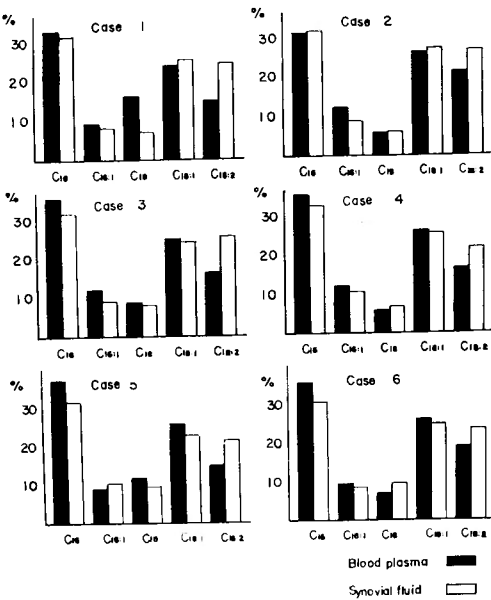 % Case 1
30
20
10
C16 C16:1 C18 C18:1 C18:2
% Case 2
30
20
10
C16 C16:1 C18 C18:1 C18:2
% Case 3
30
20
10
C16 C16:1 C18 C18:1 C18:2
% Case 4
30
20
10
C16 C16:1 C18 C18:1 C18:2
% Case 5
30
20
10
C16 C16:1 C18 C18:1 C18:2
% Case 6
30
20
10
C16 C16:1 C18 C18:1 C18:2
Blood plasma
Synovial fluid